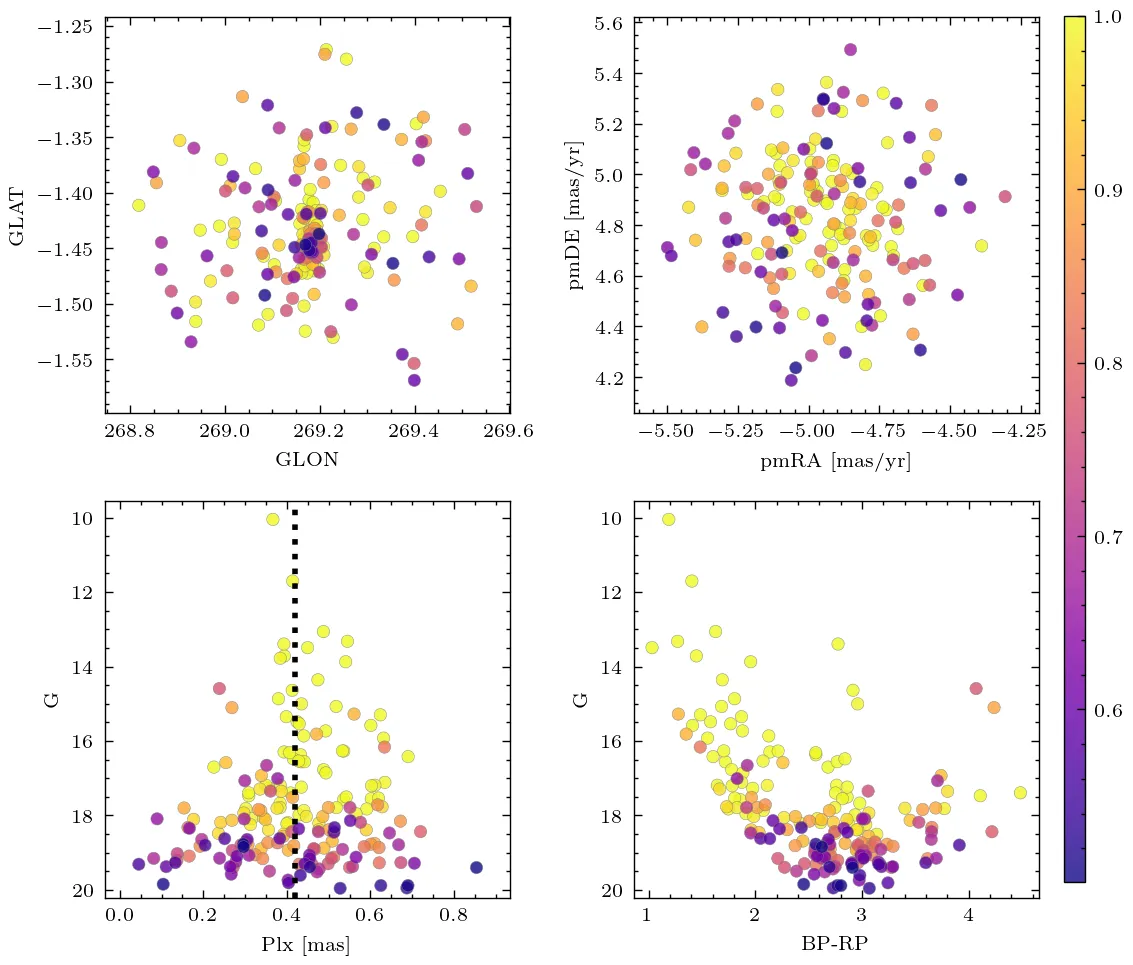 −1.25
−1.30
−1.35
−1.40
−1.45
−1.50
−1.55
GLAT
268.8 269.0 269.2 269.4 269.6
GLON
5.6
5.4
5.2
5.0
4.8
4.6
4.4
4.2
pmDE [mas/yr]
−5.50 −5.25 −5.00 −4.75 −4.50 −4.25
pmRA [mas/yr]
1.0
0.9
0.8
0.7
0.6
10
12
14
16
18
20
G
0.0 0.2 0.4 0.6 0.8
Plx [mas]
10
12
14
16
18
20
G
1 2 3 4
BP-RP